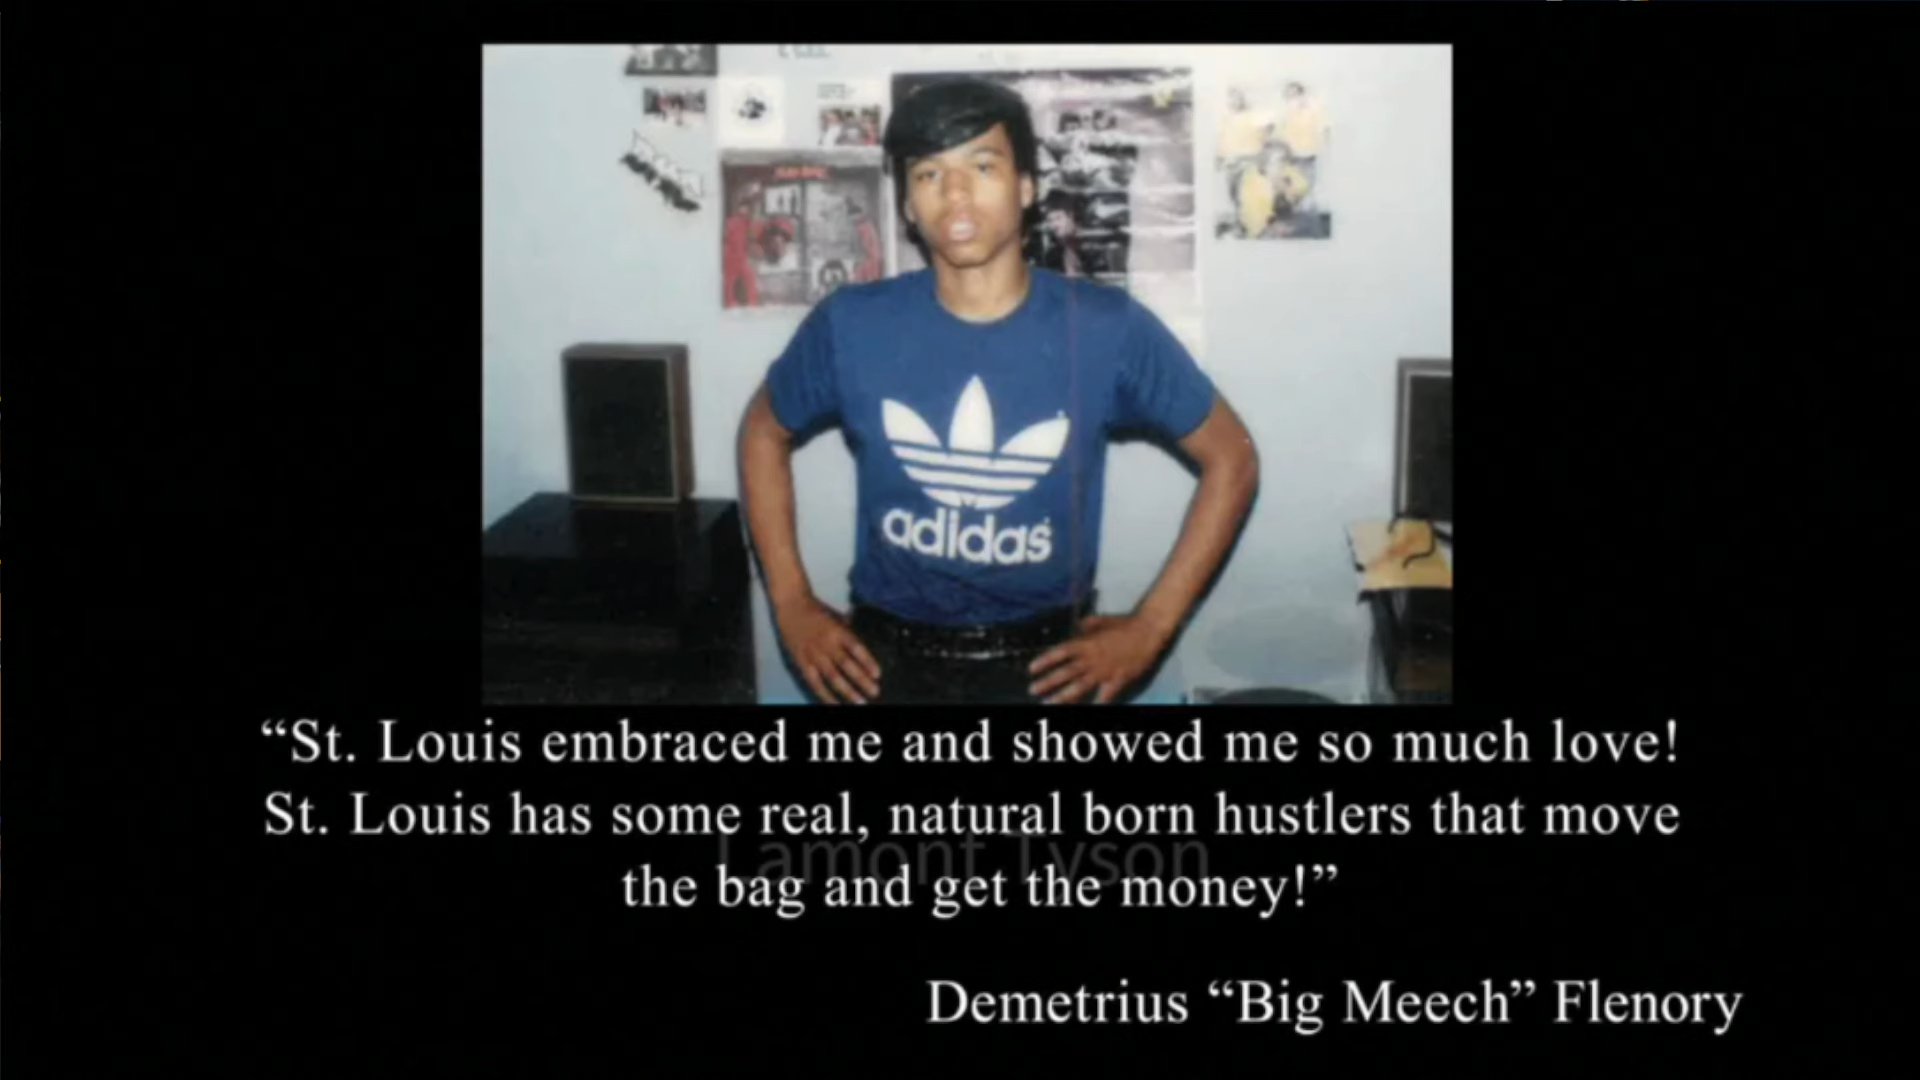 adidas
“St. Louis embraced me and showed me so much love!
St. Louis has some real, natural born hustlers that move
Lamont Tyson
the bag and get the money!”
Demetrius “Big Meech” Flenory